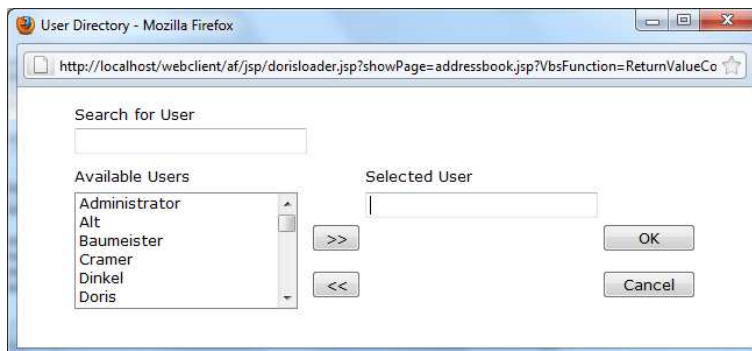 User Directory - Mozilla Firefox
http://localhost/webclient/af/jsp/dorisloader.jsp?showPage=addressbook.jsp?VbsFunction=ReturnValueCo
Search for User
Available Users
Selected User
Administrator
Alt
Baumeister
Cramer
Dinkel
Doris
>>
<<
OK
Cancel